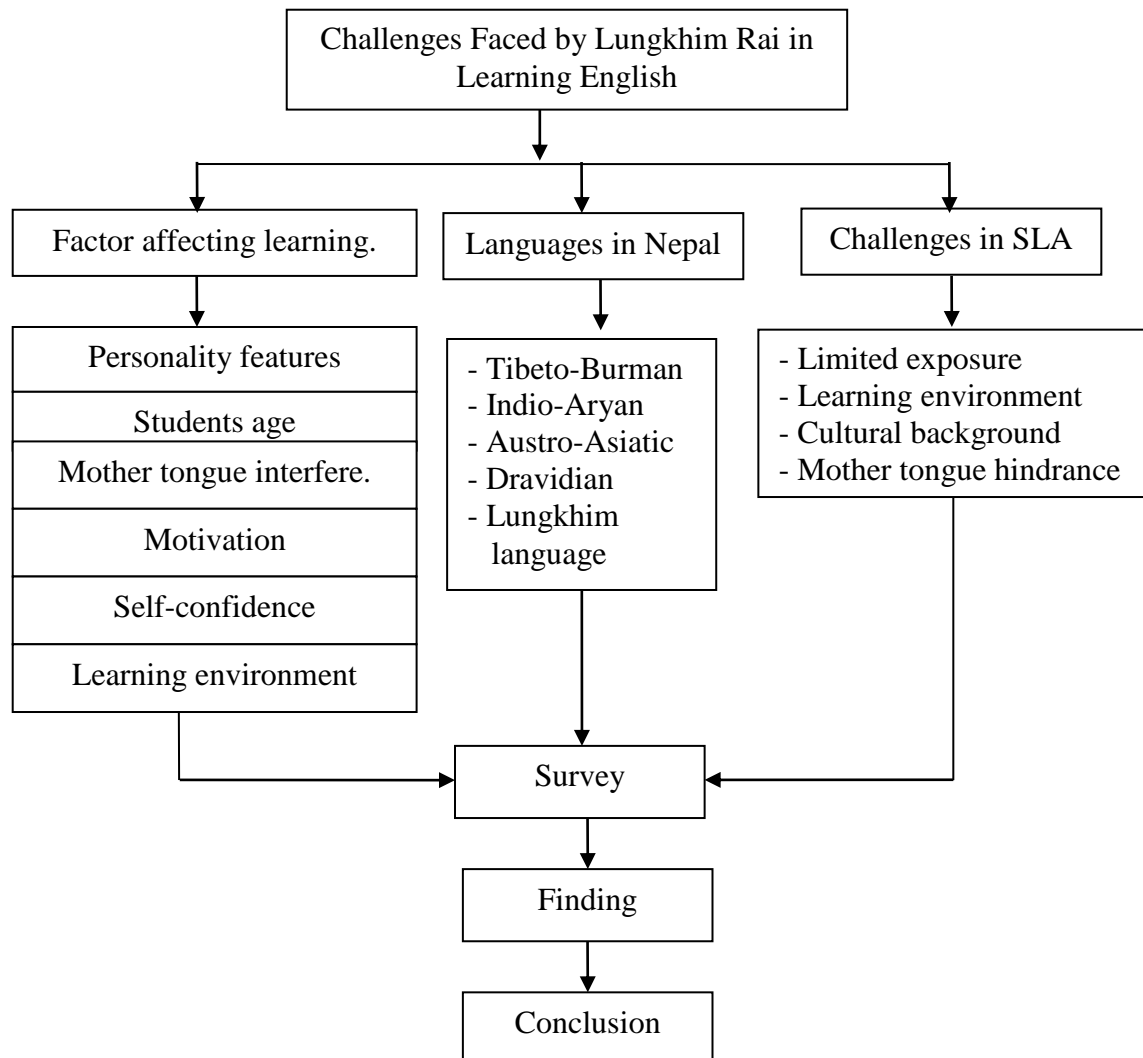 Challenges Faced by Lungkhim Rai in
Learning English
Factor affecting learning.
Languages in Nepal
Challenges in SLA
Personality features
Students age
Mother tongue interfere.
Motivation
Self-confidence
Learning environment
- Tibeto-Burman
- Indio-Aryan
- Austro-Asiatic
- Dravidian
- Lungkhim
language
- Limited exposure
- Learning environment
- Cultural background
- Mother tongue hindrance
Survey
Finding
Conclusion